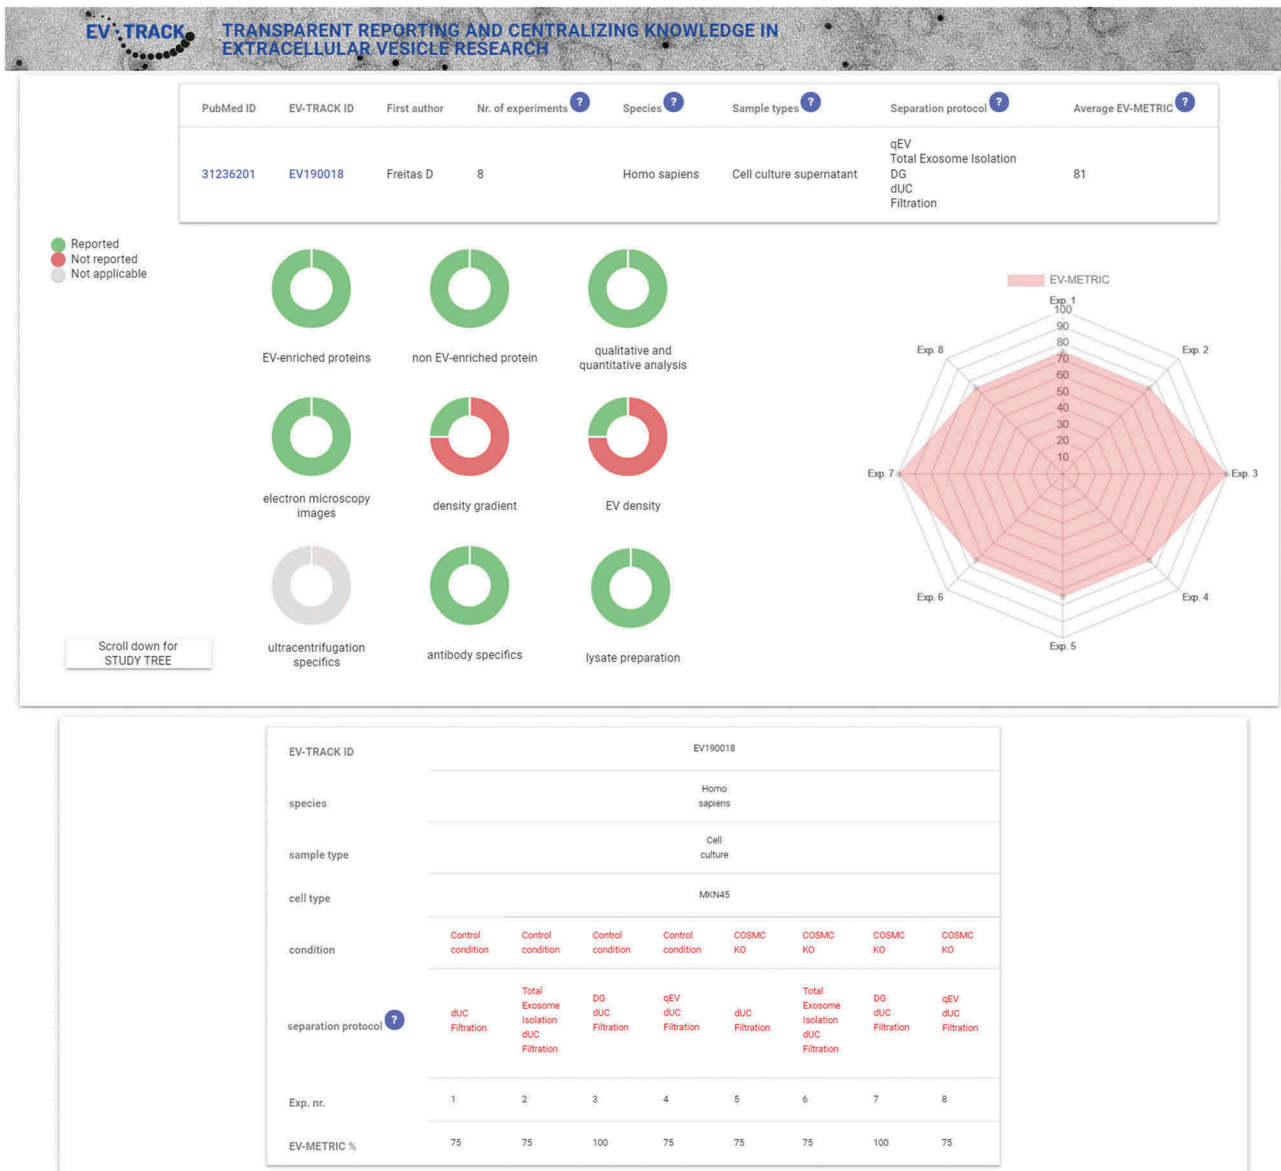 EV-TRACK
TRANSPARENT REPORTING AND CENTRALIZING KNOWLEDGE IN
EXTRACELLULAR VESICLE RESEARCH
PubMed ID EV-TRACK ID First author Nr. of experiments ? Species ? Sample types ? Separation protocol ? Average EV-METRIC ?
31236201 EV190018 Freitas D 8 Homo sapiens Cell culture supernatant
qEV
Total Exosome Isolation
DG
dUC
Filtration
81
Reported
Not reported
Not applicable
EV-enriched proteins
non EV-enriched protein
qualitative and
quantitative analysis
electron microscopy
images
density gradient
EV density
ultracentrifugation
specifics
antibody specifics
lysate preparation
Scroll down for
STUDY TREE
EV-METRIC
Exp. 1
100
90
80
70
60
50
40
30
20
10
Exp. 2
Exp. 3
Exp. 4
Exp. 5
Exp. 6
Exp. 7
Exp. 8
EV-TRACK ID EV190018
species
Homo
sapiens
sample type
Cell
culture
cell type MKN45
condition
Control Control Control Control COSMC COSMC COSMC COSMC
condition condition condition condition KO KO KO KO
separation protocol ?
dUC
Filtration
Total
Exosome
Isolation
dUC
Filtration
DG
dUC
Filtration
qEV
dUC
Filtration
dUC
Filtration
Total
Exosome
Isolation
dUC
Filtration
DG
dUC
Filtration
qEV
dUC
Filtration
Exp. nr. 1 2 3 4 5 6 7 8
EV-METRIC % 75 75 100 75 75 75 100 75